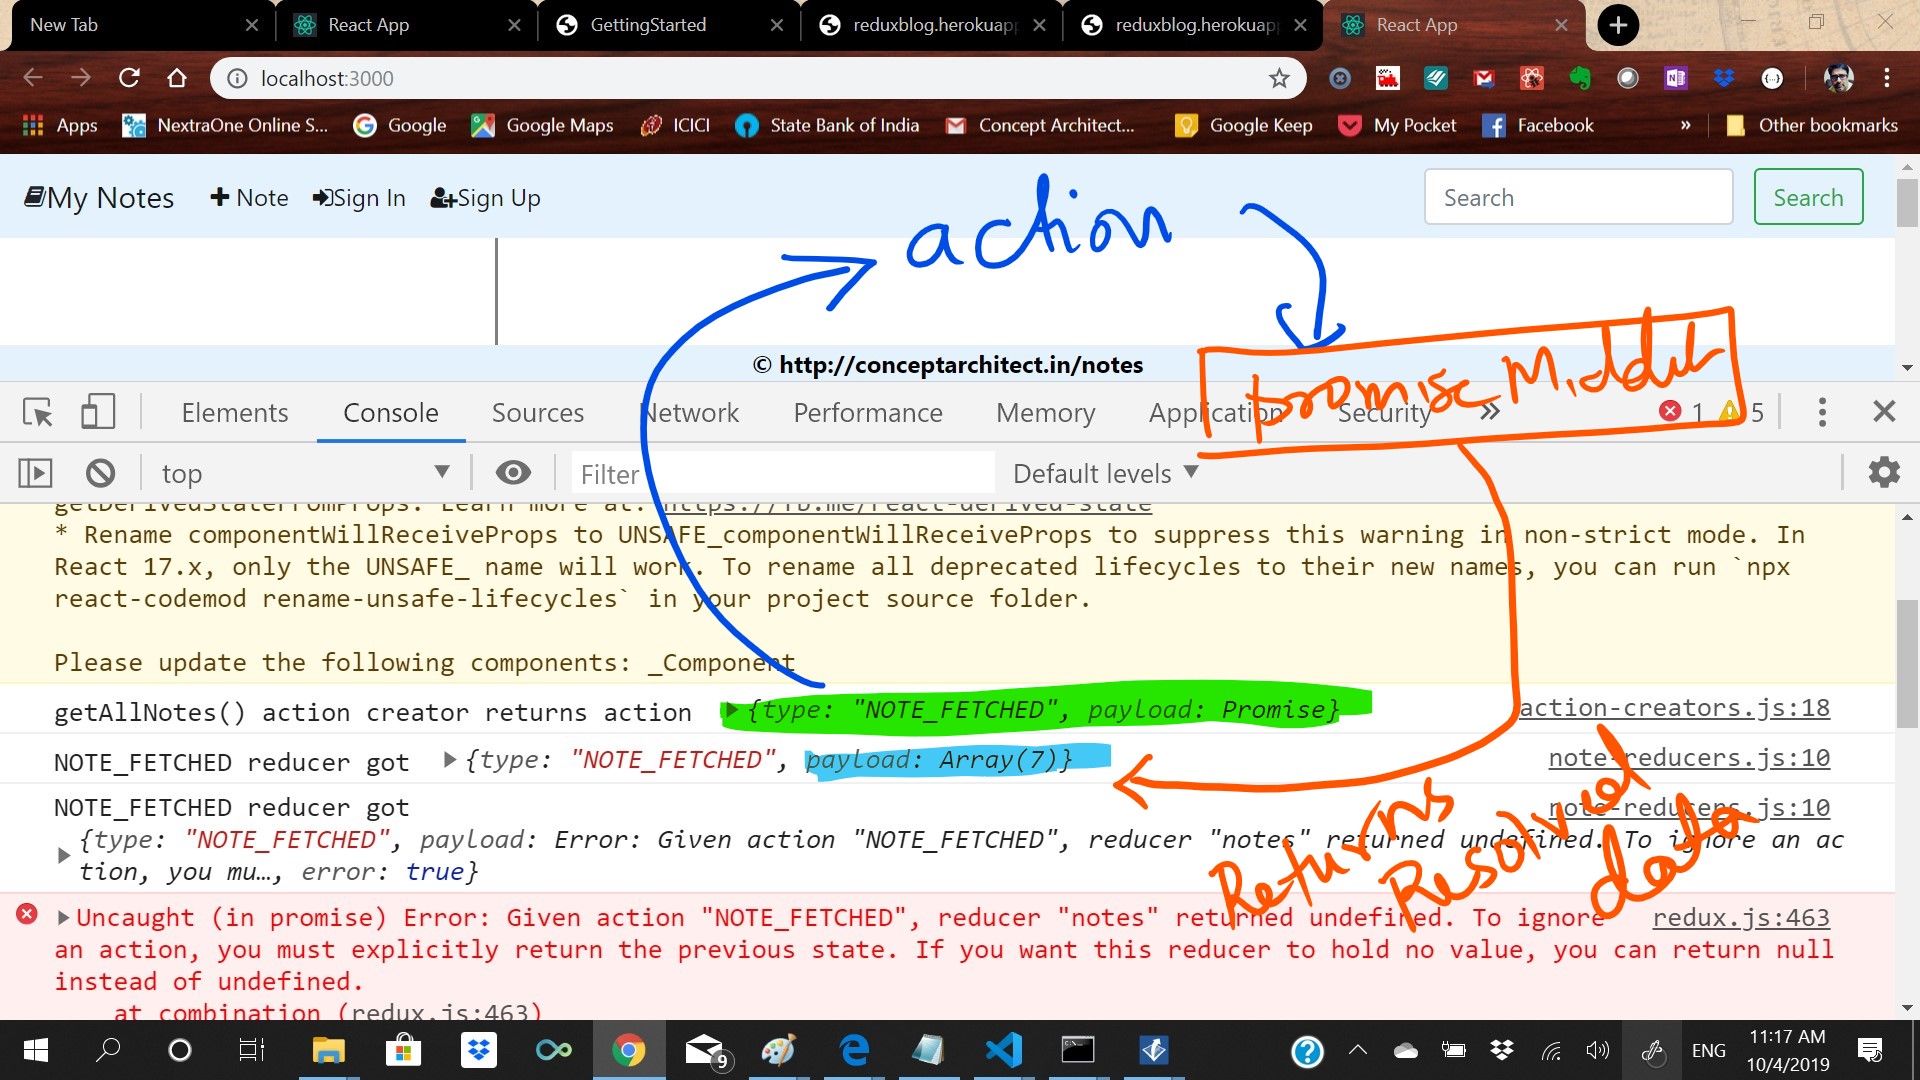 New Tab
React App
GettingStarted
reduxblog.herokuapp
reduxblog.herokuapp
React App
localhost:3000
Apps
NextraOne Online S...
Google
Google Maps
ICICI
State Bank of India
Concept Architect...
Google Keep
My Pocket
Facebook
»
Other bookmarks
My Notes
+ Note
Sign In
Sign Up
Search
Search
action
© http://conceptarchitect.in/notes
promise Middle
Elements
Console
Sources
Network
Performance
Memory
Application
Security
»
1
5
top
Filter
Default levels ▼
getDerivedStateFromProps. Learn more at: https://fb.me/react-derived-state
* Rename componentWillReceiveProps to UNSAFE_componentWillReceiveProps to suppress this warning in non-strict mode. In
React 17.x, only the UNSAFE_ name will work. To rename all deprecated lifecycles to their new names, you can run `npx
react-codemod rename-unsafe-lifecycles` in your project source folder.
Please update the following components: _Component
getAllNotes() action creator returns action ▶{type: "NOTE_FETCHED", payload: Promise} action-creators.js:18
NOTE_FETCHED reducer got ▶{type: "NOTE_FETCHED", payload: Array(7)} note-reducers.js:10
NOTE_FETCHED reducer got note-reducers.js:10
{type: "NOTE_FETCHED", payload: Error: Given action "NOTE_FETCHED", reducer "notes" returned undefined. To ignore an ac
tion, you mu…, error: true}
Returns
Resolved
data
▶Uncaught (in promise) Error: Given action "NOTE_FETCHED", reducer "notes" returned undefined. To ignore redux.js:463
an action, you must explicitly return the previous state. If you want this reducer to hold no value, you can return null
instead of undefined.
at combination (redux.js:463)
9
ENG
11:17 AM
10/4/2019